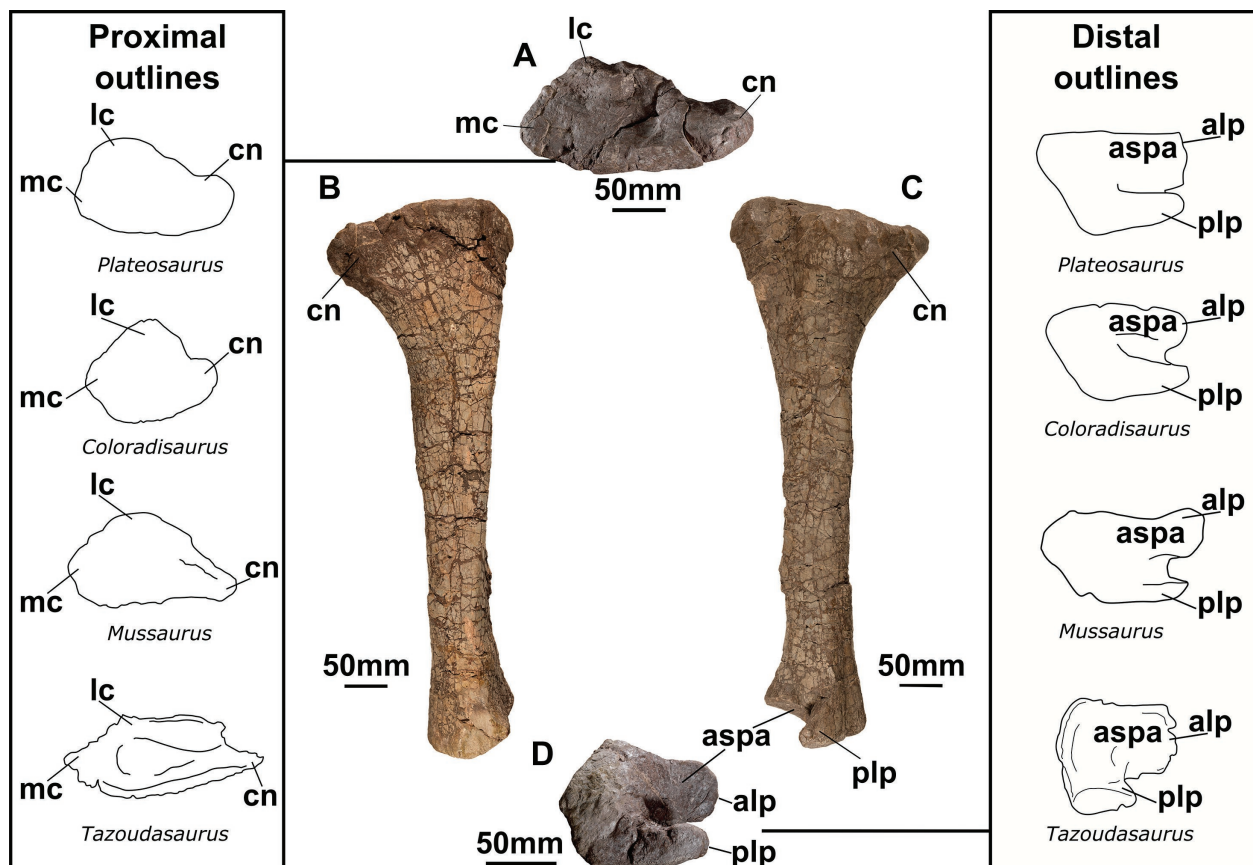 Proximal
outlines
lc
cn
mc
Plateosaurus
lc
cn
mc
Coloradisaurus
lc
cn
mc
Mussaurus
lc
mc
cn
Tazoudasaurus
A
lc
cn
mc
50mm
B
cn
50mm
C
cn
50mm
aspa
plp
D
alp
plp
50mm
Distal
outlines
alp
aspa
plp
Plateosaurus
alp
aspa
plp
Coloradisaurus
alp
aspa
plp
Mussaurus
aspa
alp
plp
Tazoudasaurus